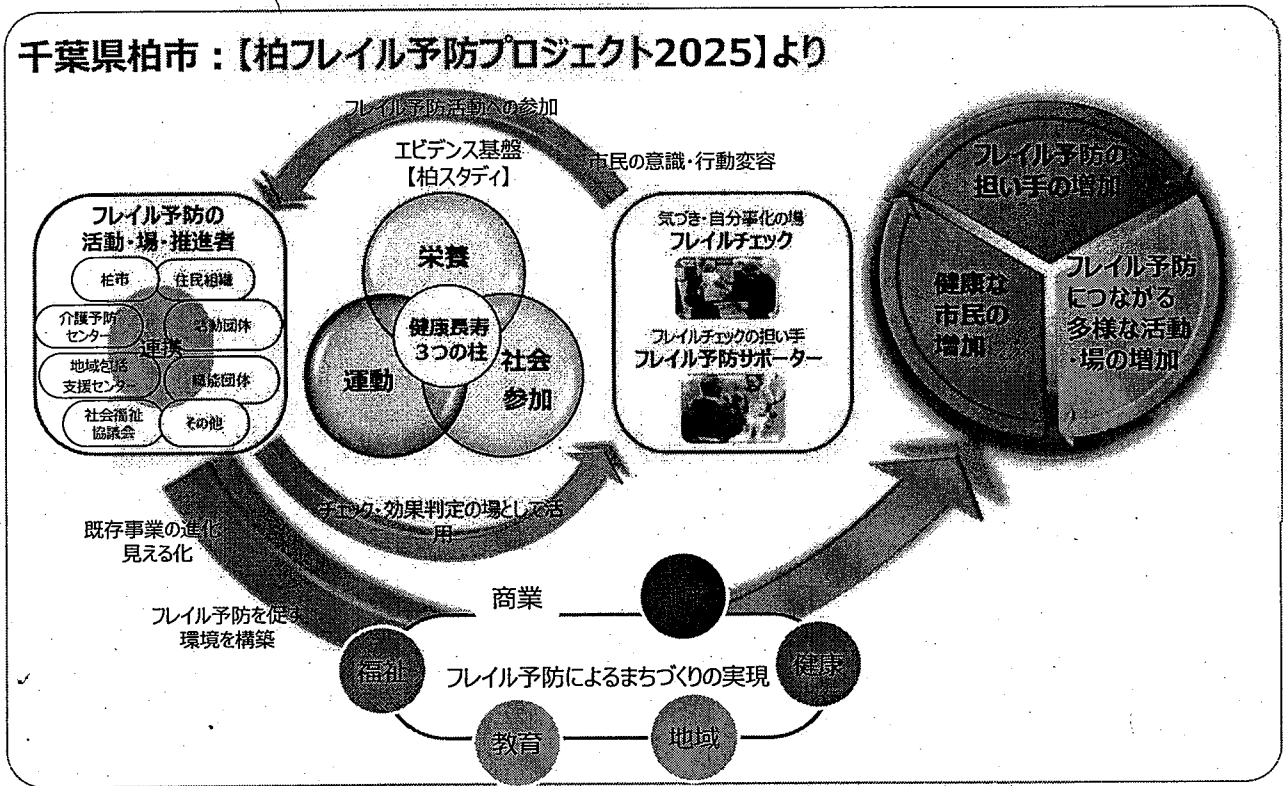 千葉県柏市：【柏フレイル予防プロジェクト2025】より
フレイル予防活動への参加
エビデンス基盤
【柏スタディ】
市民の意識・行動変容
フレイル予防の
活動・場・推進者
柏市
住民組織
介護予防
センター
活動団体
連携
地域包括
支援センター
職能団体
社会福祉
協議会
その他
栄養
健康長寿
3つの柱
運動
社会
参加
気づき・自分事化の場
フレイルチェック
フレイルチェックの担い手
フレイル予防サポーター
フレイル予防の
担い手の増加
健康な
市民の
増加
フレイル予防
につながる
多様な活動
・場の増加
チェック・効果判定の場として活
用
既存事業の進化
見える化
フレイル予防を促す
環境を構築
商業
福祉
フレイル予防によるまちづくりの実現
健康
教育
地域